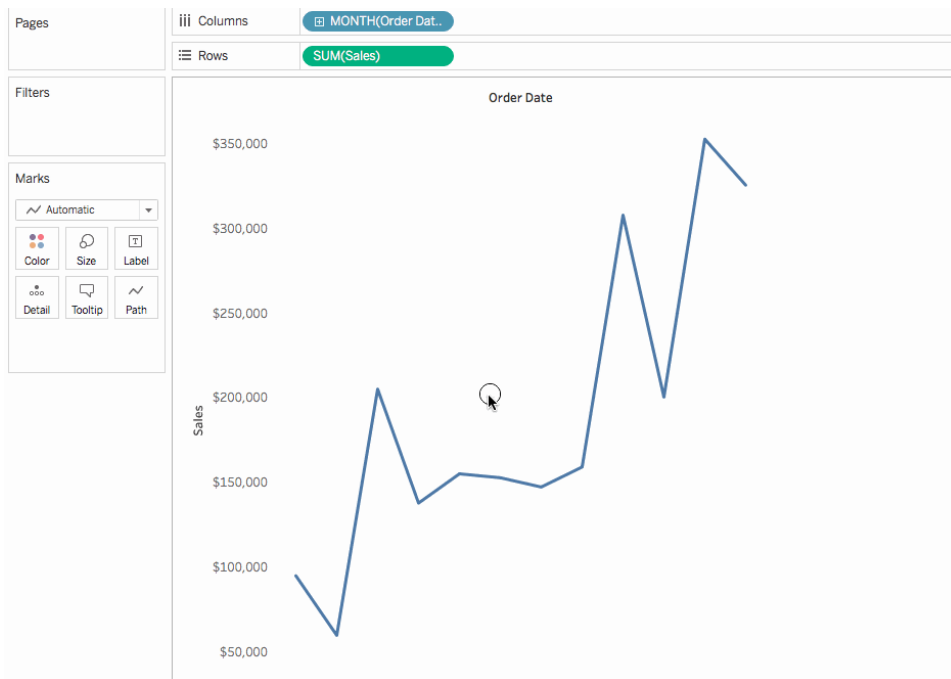 Pages
Columns
MONTH(Order Dat..
Rows
SUM(Sales)
Filters
Marks
Automatic
Color
Size
T
Label
Detail
Tooltip
Path
Order Date
$350,000
$300,000
$250,000
$200,000
$150,000
$100,000
$50,000
Sales